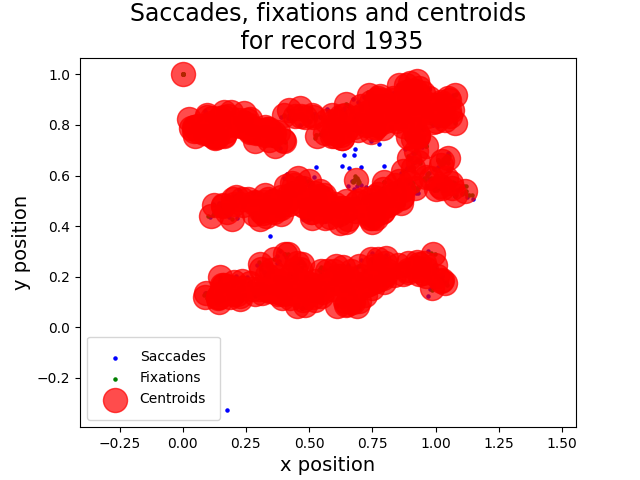 Saccades, fixations and centroids
for record 1935
1.0
0.8
0.6
0.4
0.2
0.0
−0.2
y position
Saccades
Fixations
Centroids
−0.25 0.00 0.25 0.50 0.75 1.00 1.25 1.50
x position